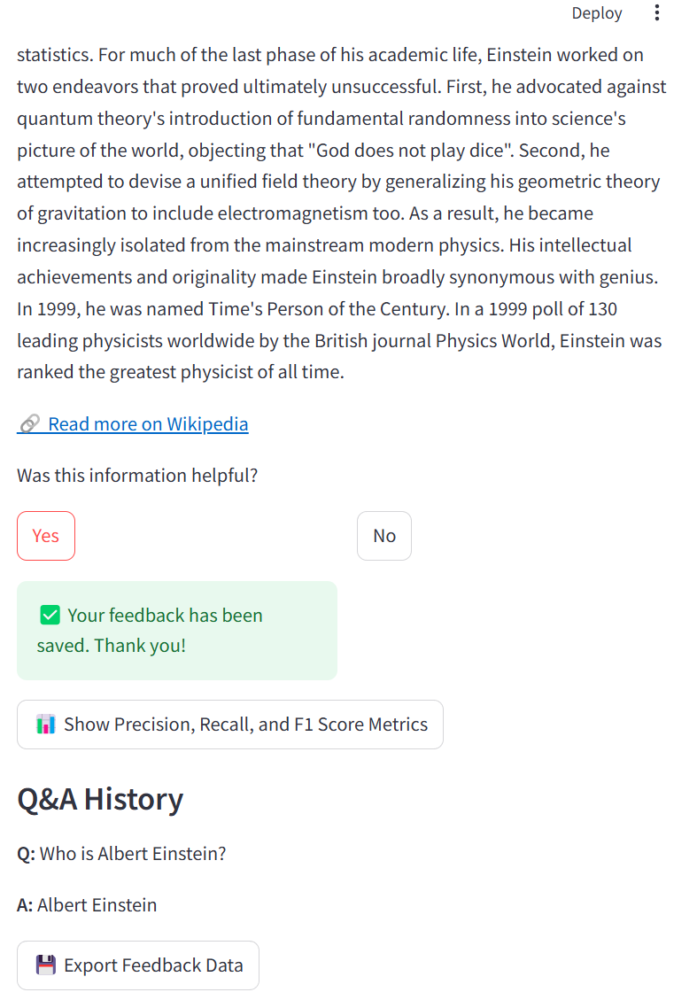 Deploy
statistics. For much of the last phase of his academic life, Einstein worked on
two endeavors that proved ultimately unsuccessful. First, he advocated against
quantum theory's introduction of fundamental randomness into science's
picture of the world, objecting that "God does not play dice". Second, he
attempted to devise a unified field theory by generalizing his geometric theory
of gravitation to include electromagnetism too. As a result, he became
increasingly isolated from the mainstream modern physics. His intellectual
achievements and originality made Einstein broadly synonymous with genius.
In 1999, he was named Time's Person of the Century. In a 1999 poll of 130
leading physicists worldwide by the British journal Physics World, Einstein was
ranked the greatest physicist of all time.
Read more on Wikipedia
Was this information helpful?
Yes No
Your feedback has been
saved. Thank you!
Show Precision, Recall, and F1 Score Metrics
Q&A History
Q: Who is Albert Einstein?
A: Albert Einstein
Export Feedback Data